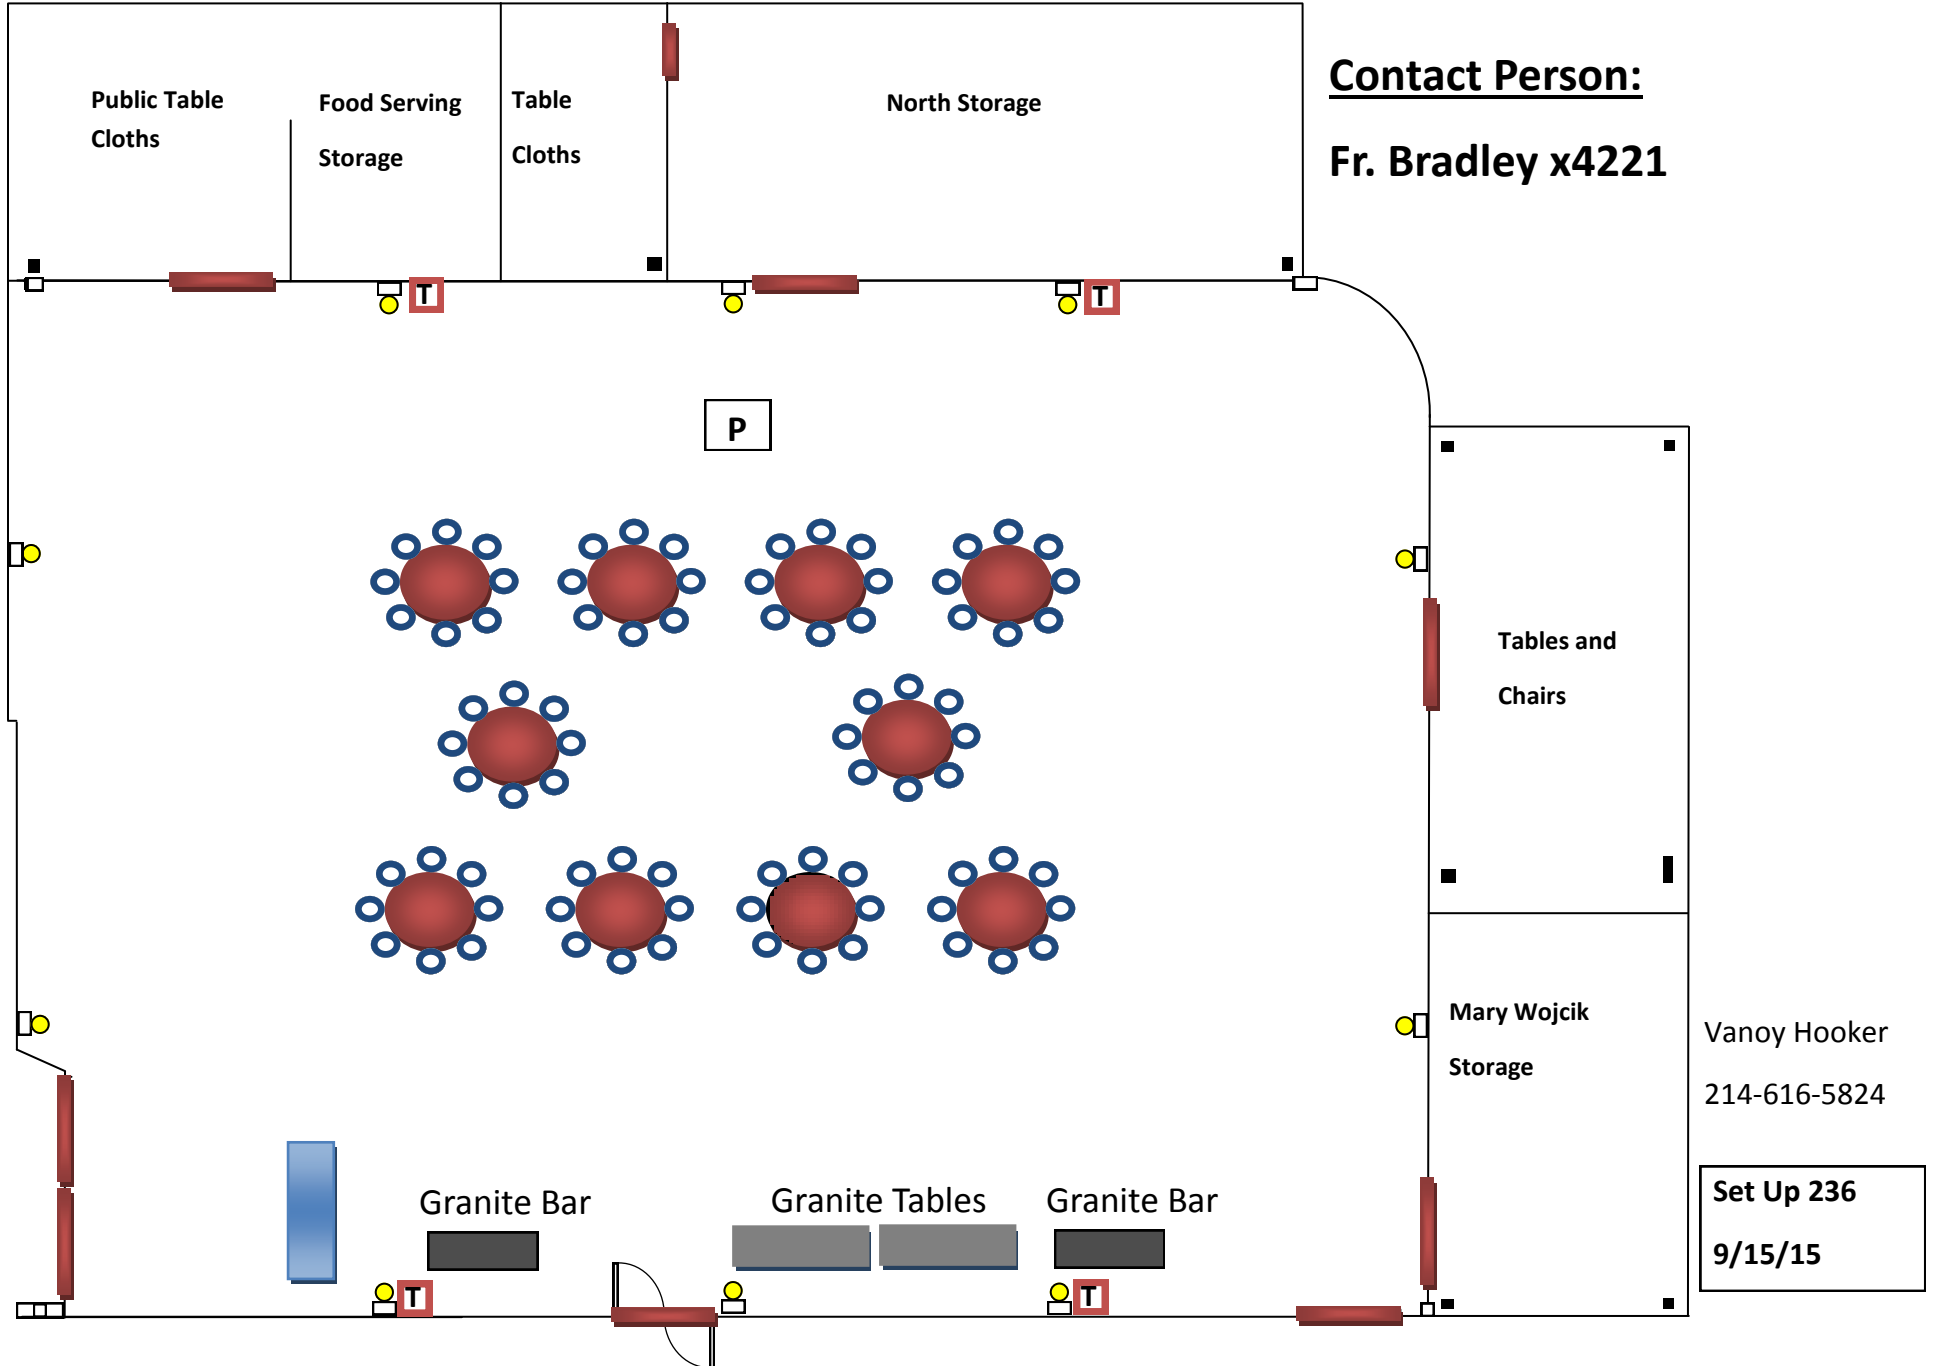 Public Table
Cloths
Food Serving
Storage
Table
Cloths
North Storage
Contact Person:
Fr. Bradley x4221
T
T
P
Tables and
Chairs
Mary Wojcik
Storage
Vanoy Hooker
214-616-5824
Granite Bar
Granite Tables
Granite Bar
Set Up 236
9/15/15
T
T